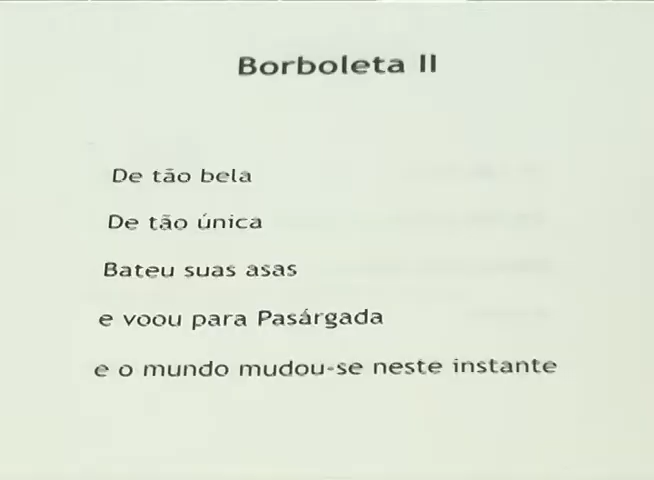 Borboleta II
De tão bela
De tão única
Bateu suas asas
e voou para Pasárgada
e o mundo mudou-se neste instante